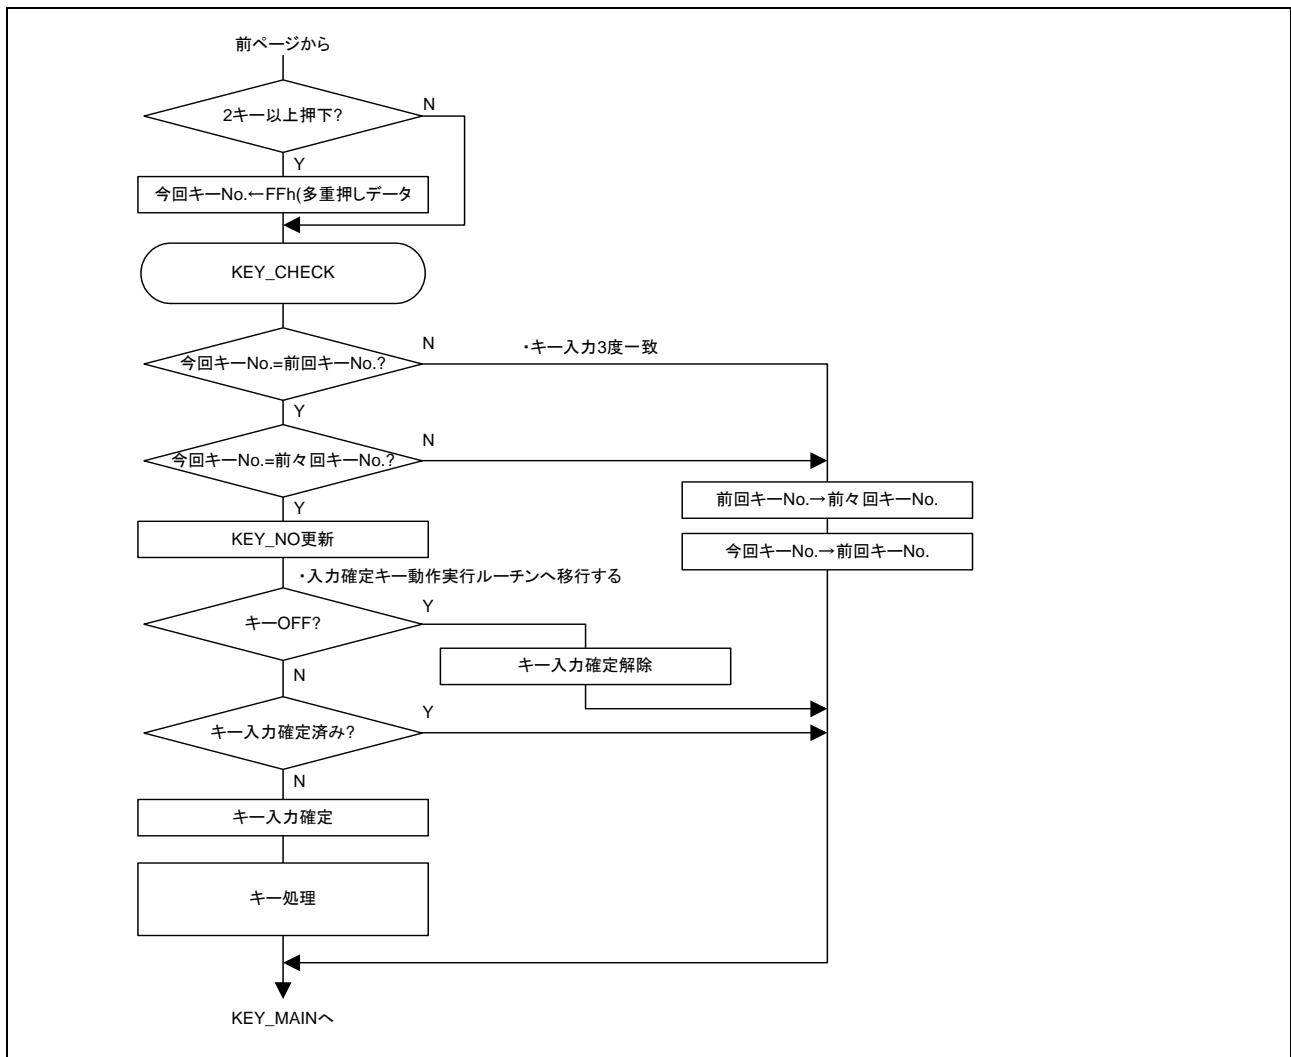 前ページから
2キー以上押下?
N
Y
今回キーNo.←FFh(多重押しデータ
KEY_CHECK
今回キーNo.=前回キーNo.?
N
・キー入力3度一致
Y
今回キーNo.=前々回キーNo.?
N
Y
前回キーNo.→前々回キーNo.
KEY_NO更新
今回キーNo.→前回キーNo.
・入力確定キー動作実行ルーチンへ移行する
キーOFF?
Y
キー入力確定解除
N
キー入力確定済み?
Y
N
キー入力確定
キー処理
KEY_MAINへ